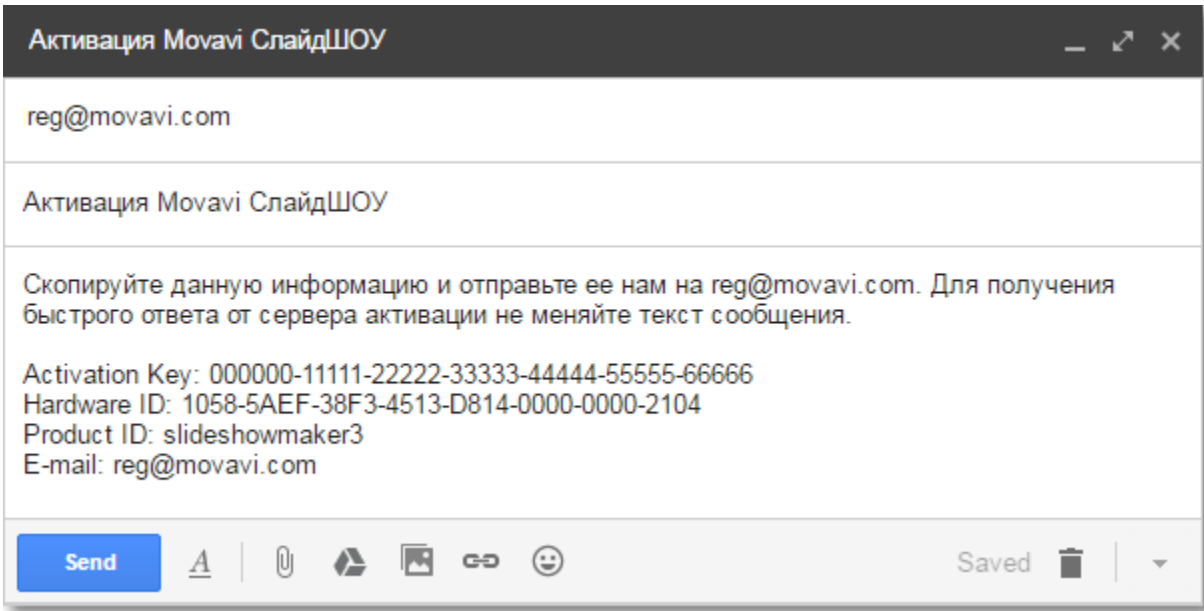 Активация Movavi СлайдШОУ
reg@movavi.com
Активация Movavi СлайдШОУ
Скопируйте данную информацию и отправьте ее нам на reg@movavi.com. Для получения
быстрого ответа от сервера активации не меняйте текст сообщения.
Activation Key: 000000-11111-22222-33333-44444-55555-66666
Hardware ID: 1058-5AEF-38F3-4513-D814-0000-0000-2104
Product ID: slideshowmaker3
E-mail: reg@movavi.com
Send A Saved